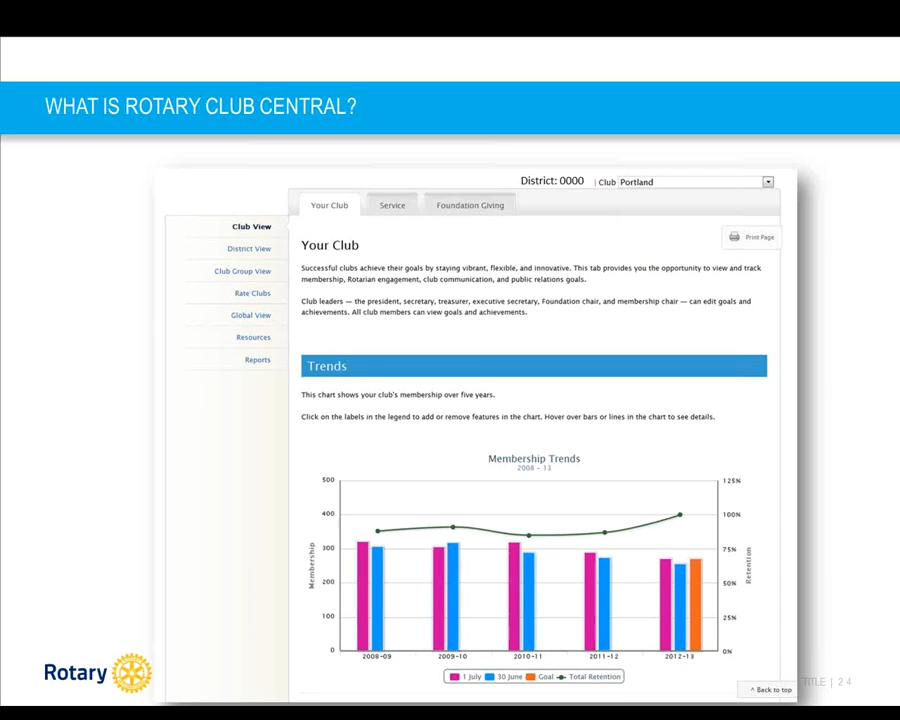 WHAT IS ROTARY CLUB CENTRAL?
District: 0000 | Club Portland
Your Club Service Foundation Giving
Club View
District View
Club Group View
Rate Clubs
Global View
Resources
Reports
Print Page
Your Club
Successful clubs achieve their goals by staying vibrant, flexible, and innovative. This tab provides you the opportunity to view and track
membership, Rotarian engagement, club communication, and public relations goals.
Club leaders — the president, secretary, treasurer, executive secretary, Foundation chair, and membership chair — can edit goals and
achievements. All club members can view goals and achievements.
Trends
This chart shows your club's membership over five years.
Click on the labels in the legend to add or remove features in the chart. Hover over bars or lines in the chart to see details.
Membership Trends
2008 - 13
500
400
300
200
100
0
Membership
125%
100%
75%
50%
25%
0%
Retention
2008-09 2009-10 2010-11 2011-12 2012-13
1 July 30 June Goal Total Retention
^ Back to top
Rotary
TITLE | 24